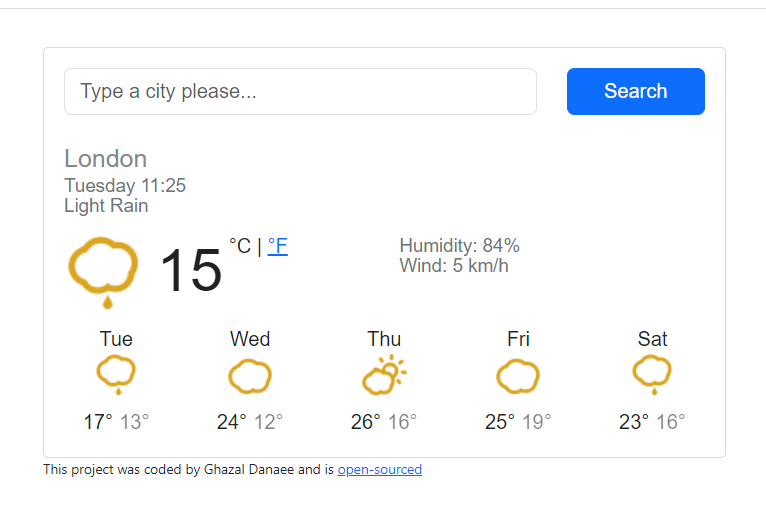 Type a city please...
Search
London
Tuesday 11:25
Light Rain
15 °C | °F
Humidity: 84%
Wind: 5 km/h
Tue Wed Thu Fri Sat
17° 13° 24° 12° 26° 16° 25° 19° 23° 16°
This project was coded by Ghazal Danaee and is open-sourced